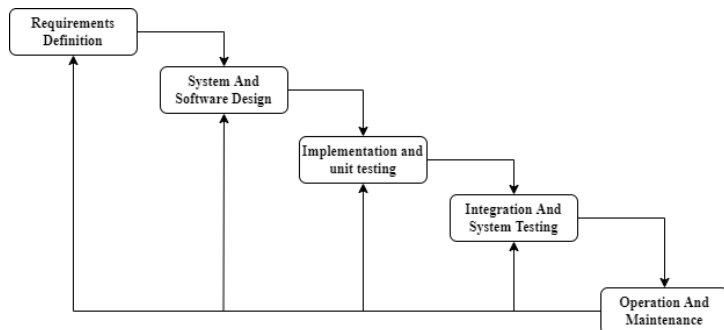 Requirements
Definition
System And
Software Design
Implementation and
unit testing
Integration And
System Testing
Operation And
Maintenance